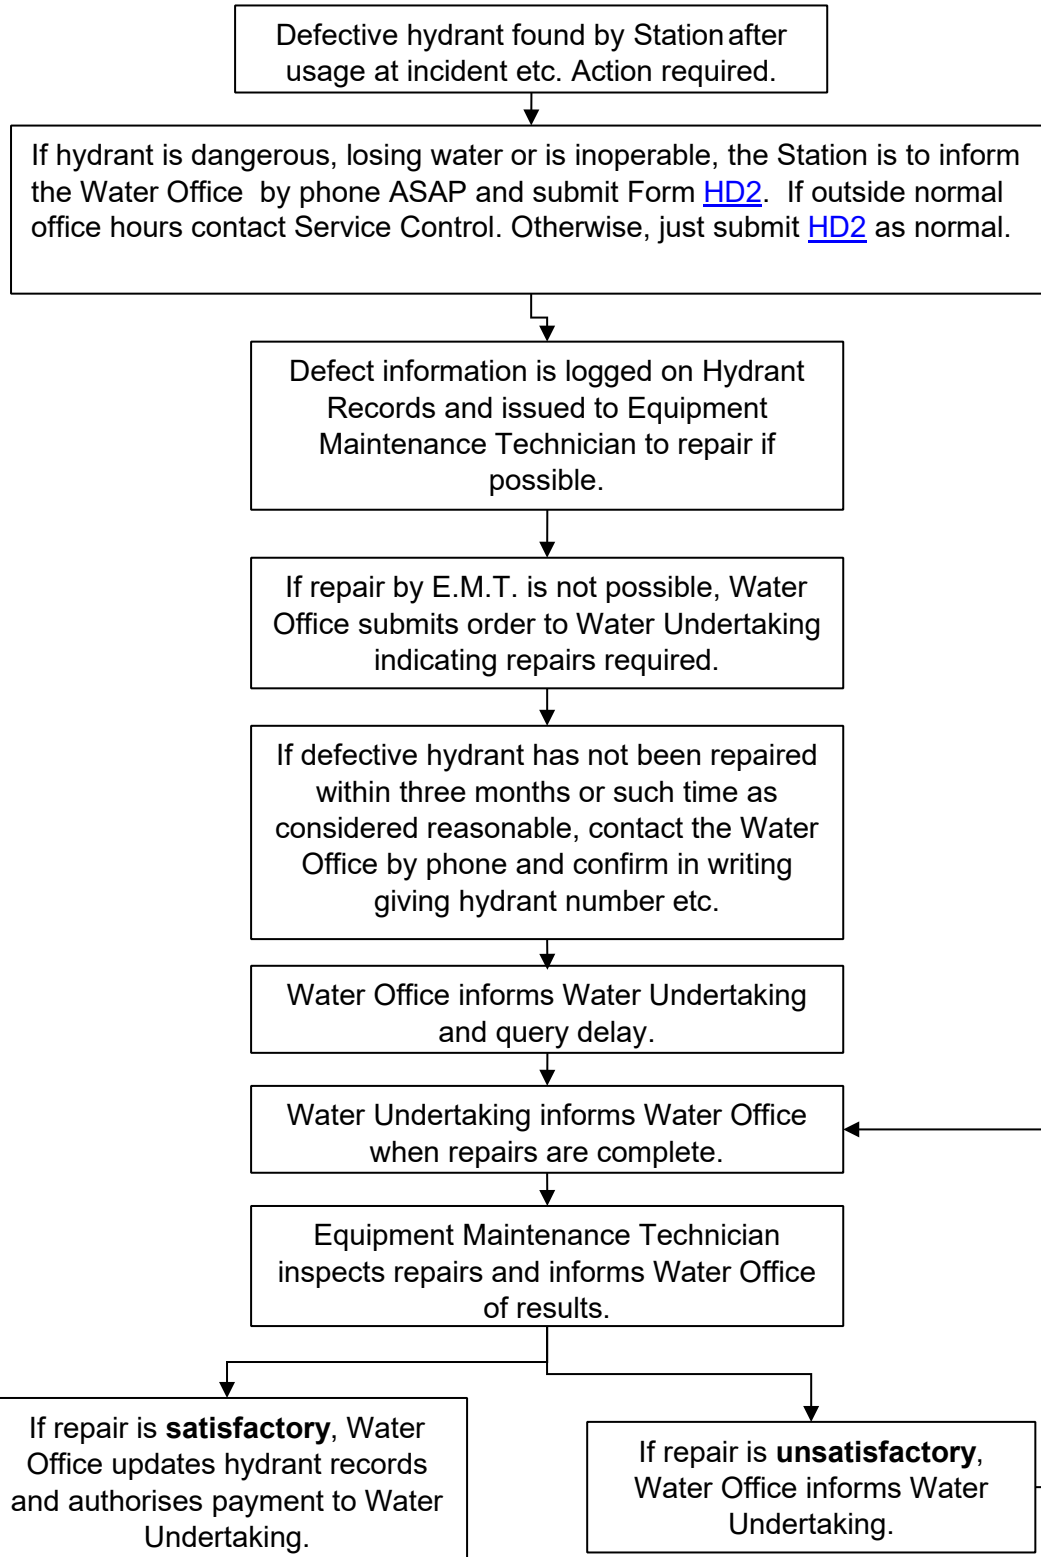 Defective hydrant found by Station after
usage at incident etc. Action required.
If hydrant is dangerous, losing water or is inoperable, the Station is to inform
the Water Office by phone ASAP and submit Form HD2. If outside normal
office hours contact Service Control. Otherwise, just submit HD2 as normal.
Defect information is logged on Hydrant
Records and issued to Equipment
Maintenance Technician to repair if
possible.
If repair by E.M.T. is not possible, Water
Office submits order to Water Undertaking
indicating repairs required.
If defective hydrant has not been repaired
within three months or such time as
considered reasonable, contact the Water
Office by phone and confirm in writing
giving hydrant number etc.
Water Office informs Water Undertaking
and query delay.
Water Undertaking informs Water Office
when repairs are complete.
Equipment Maintenance Technician
inspects repairs and informs Water Office
of results.
If repair is satisfactory, Water
Office updates hydrant records
and authorises payment to Water
Undertaking.
If repair is unsatisfactory,
Water Office informs Water
Undertaking.